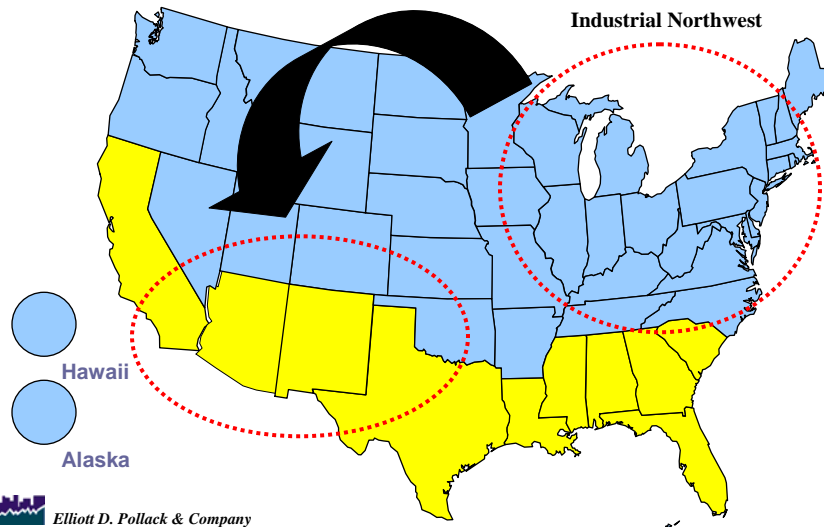 Industrial Northwest
Hawaii
Alaska
Elliott D. Pollack & Company